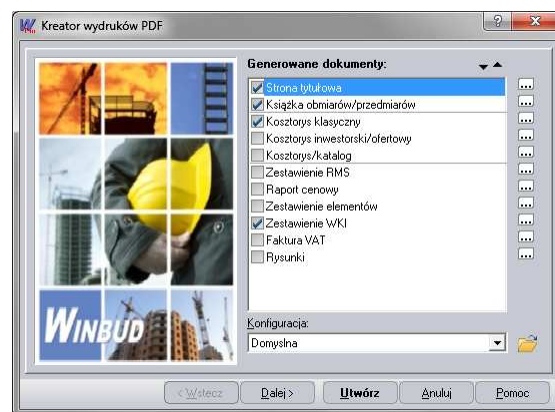 Kreator wydruków PDF
Generowane dokumenty:
Strona tytułowa
Książka obmiarów/przedmiarów
Kosztorys klasyczny
Kosztorys inwestorski/ofertowy
Kosztorys/katalog
Zestawienie RMS
Raport cenowy
Zestawienie elementów
Zestawienie WKI
Faktura VAT
Rysunki
WINBUD
Konfiguracja:
Domyslna
< Wstecz
Dalej >
Utwórz
Anuluj
Pomoc